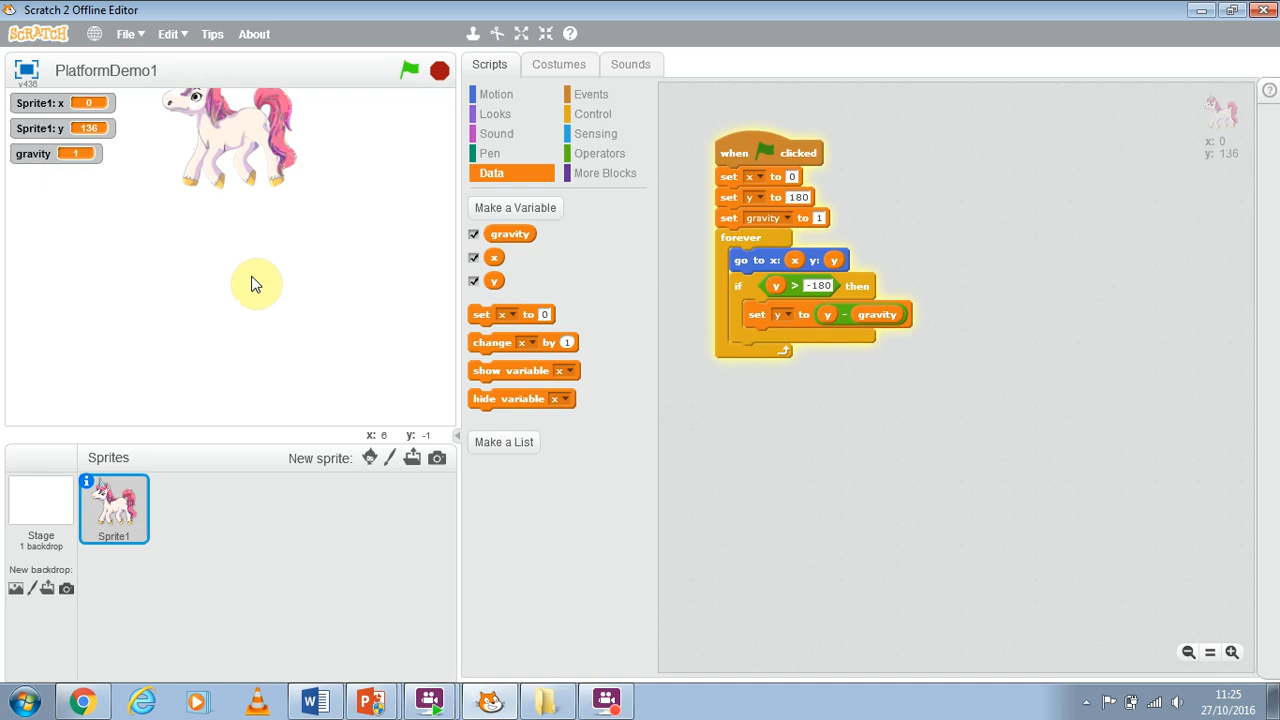 Scratch 2 Offline Editor
SCRATCH File Edit Tips About
PlatformDemo1
v436
Scripts Costumes Sounds
Sprite1: x 0
Sprite1: y 136
gravity 1
Motion Events
Looks Control
Sound Sensing
Pen Operators
Data More Blocks
Make a Variable
gravity
x
y
set x to 0
change x by 1
show variable x
hide variable x
Make a List
when clicked
set x to 0
set y to 180
set gravity to 1
forever
go to x: x y: y
if y > -180 then
set y to y - gravity
x: 0
y: 136
x: 6 y: -1
Sprites New sprite:
Stage
1 backdrop
New backdrop:
Sprite1
11:25
27/10/2016